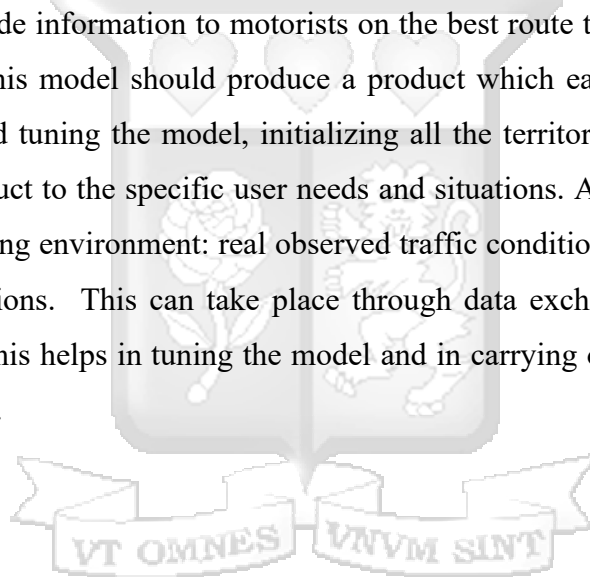 de information to motorists on the best route t
his model should produce a product which ea
d tuning the model, initializing all the territor
uct to the specific user needs and situations. A
ng environment: real observed traffic conditio
ions. This can take place through data exch
his helps in tuning the model and in carrying
VT OMNES VNVM SINT